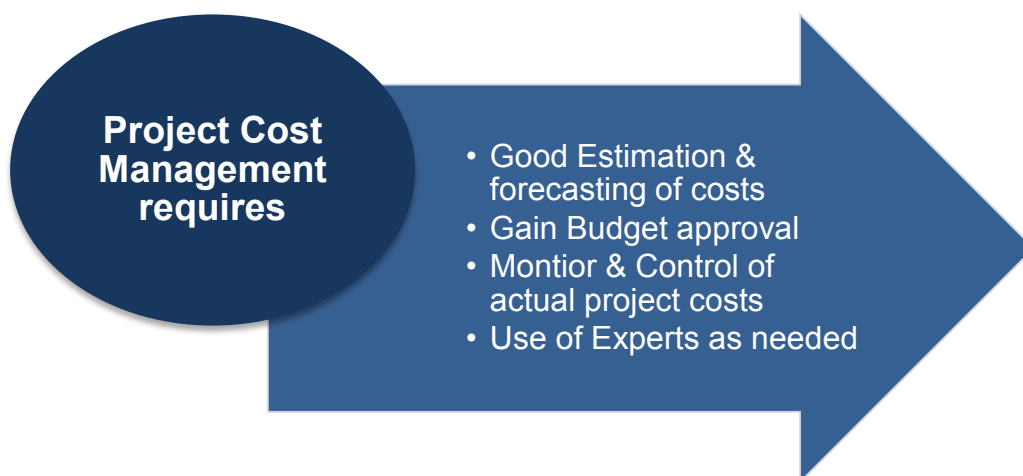 Project Cost
Management
requires
• Good Estimation &
forecasting of costs
• Gain Budget approval
• Montior & Control of
actual project costs
• Use of Experts as needed